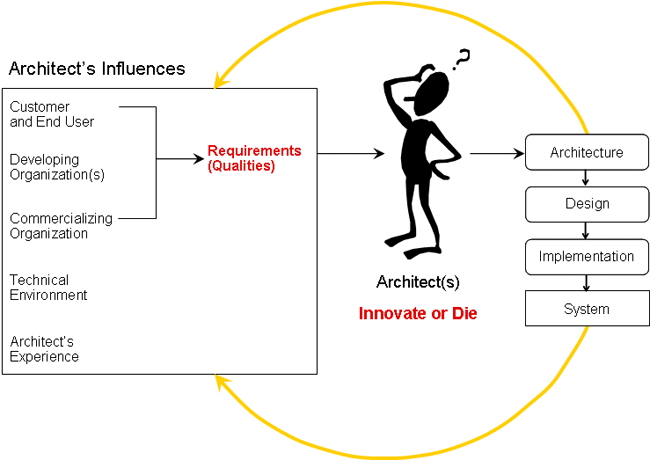 Architect's Influences
Customer
and End User
Developing
Organization(s)
Commercializing
Organization
Technical
Environment
Architect's
Experience
Requirements
(Qualities)
?
Architect(s)
Innovate or Die
Architecture
Design
Implementation
System